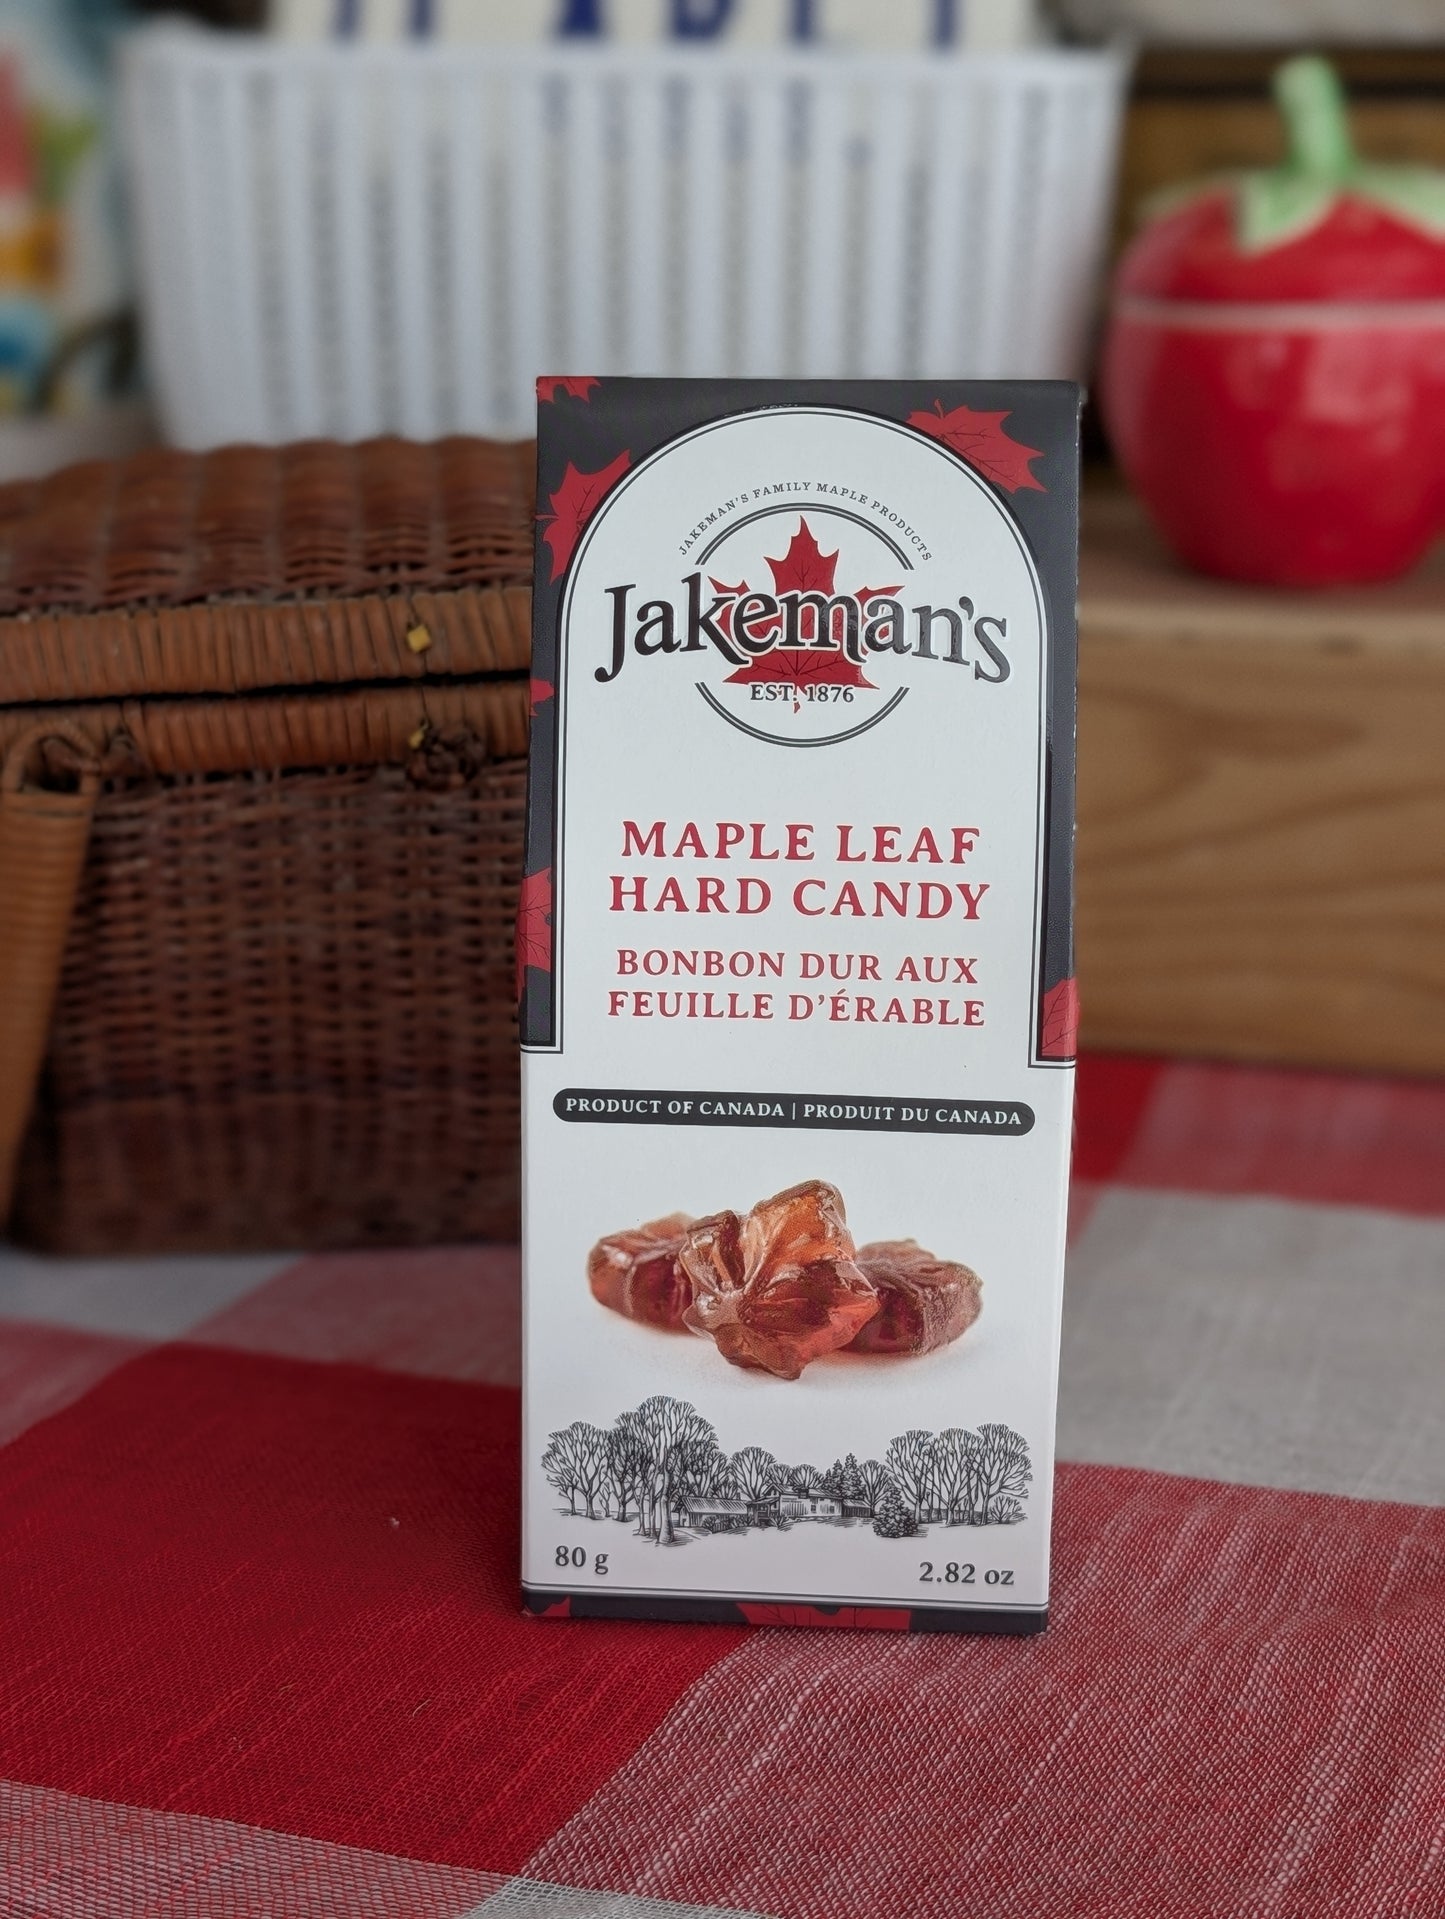 JAKEMAN'S FAMILY MAPLE PRODUCTS
Jakeman's
EST. 1876
MAPLE LEAF
HARD CANDY
BONBON DUR AUX
FEUILLE D'ÉRABLE
PRODUCT OF CANADA | PRODUIT DU CANADA
80 g
2.82 oz